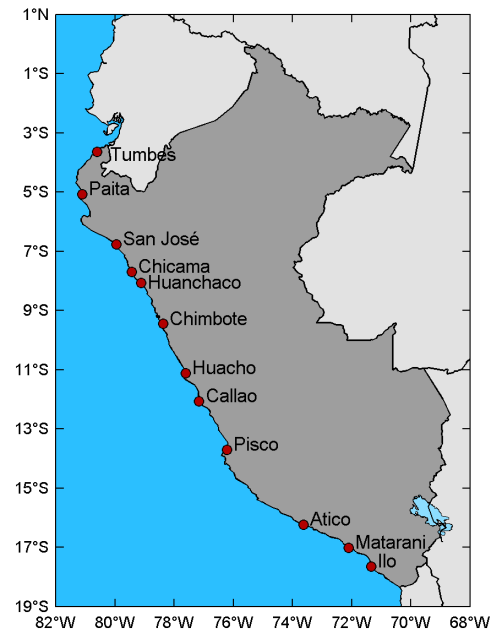 1°N
1°S
3°S
Tumbes
Paita
5°S
San José
7°S
Chicama
Huanchaco
9°S
Chimbote
Huacho
11°S
Callao
13°S
Pisco
15°S
Atico
Matarani
17°S
Ilo
19°S
82°W 80°W 78°W 76°W 74°W 72°W 70°W 68°W